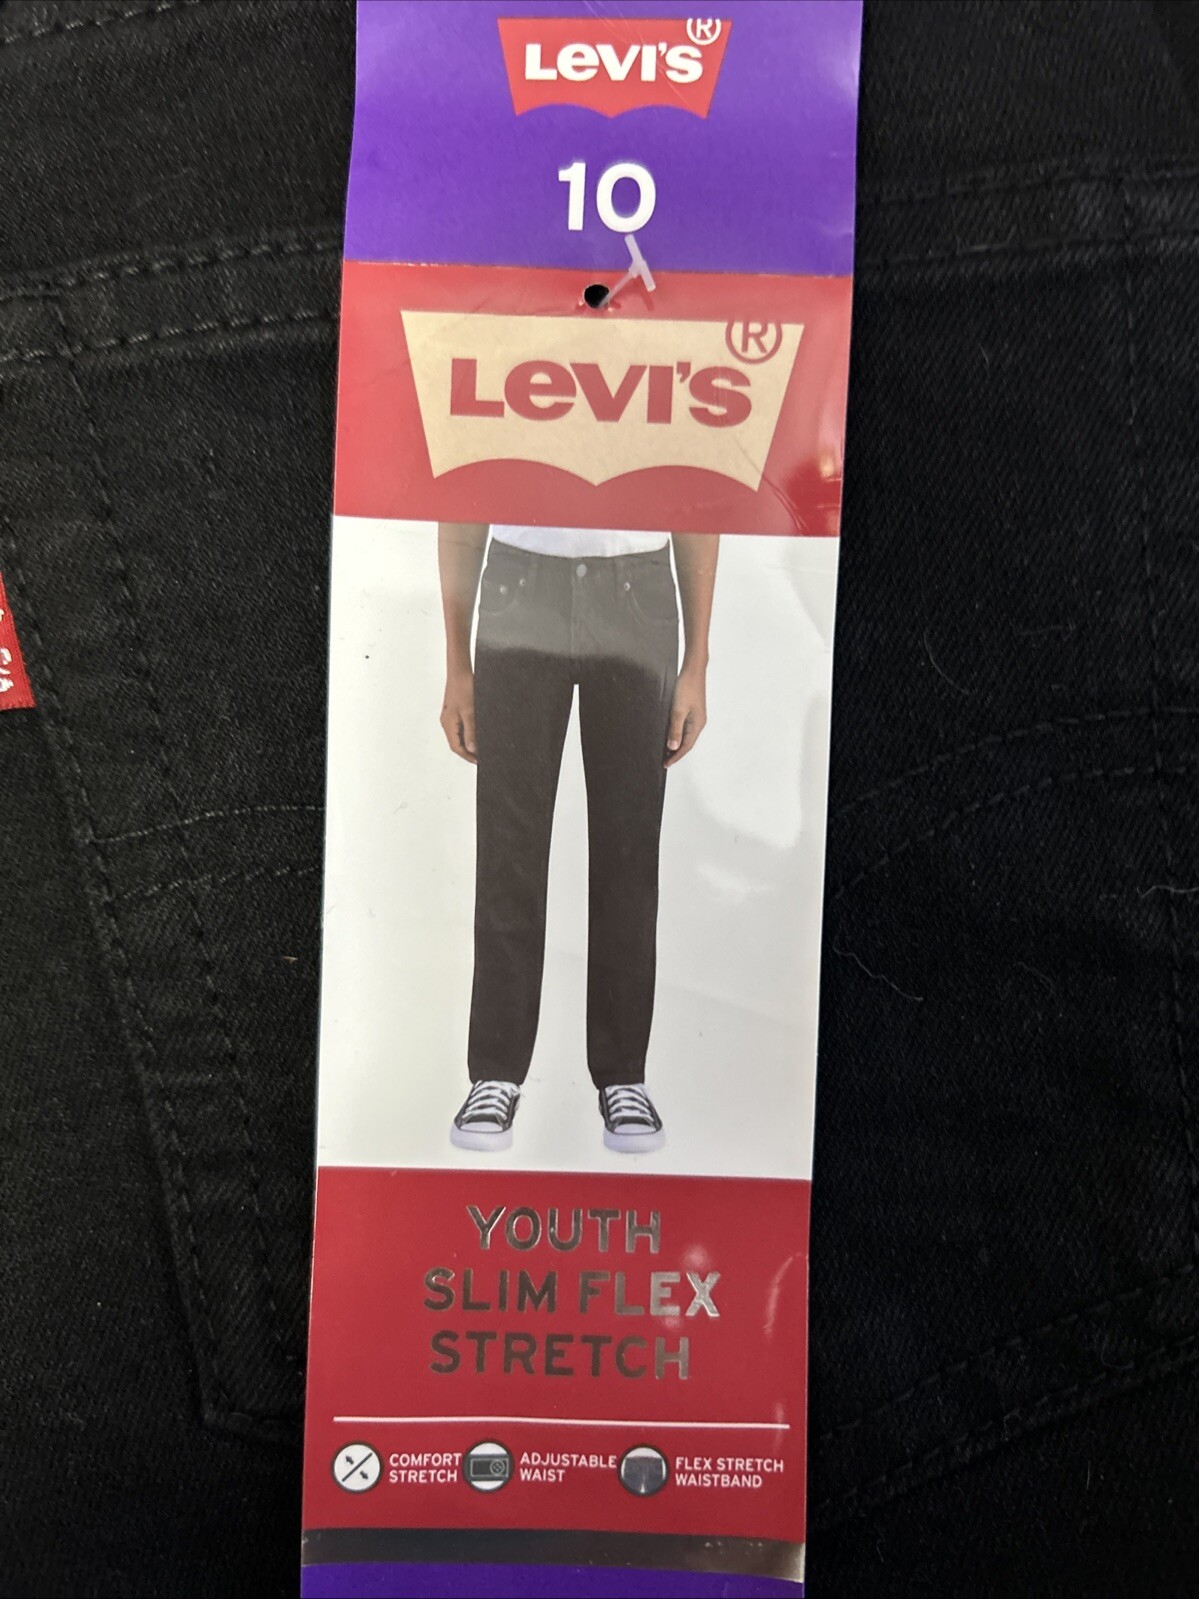 LEVI'S®
10
LEVI'S®
YOUTH
SLIM FLEX
STRETCH
COMFORT STRETCH
ADJUSTABLE WAIST
FLEX STRETCH WAISTBAND